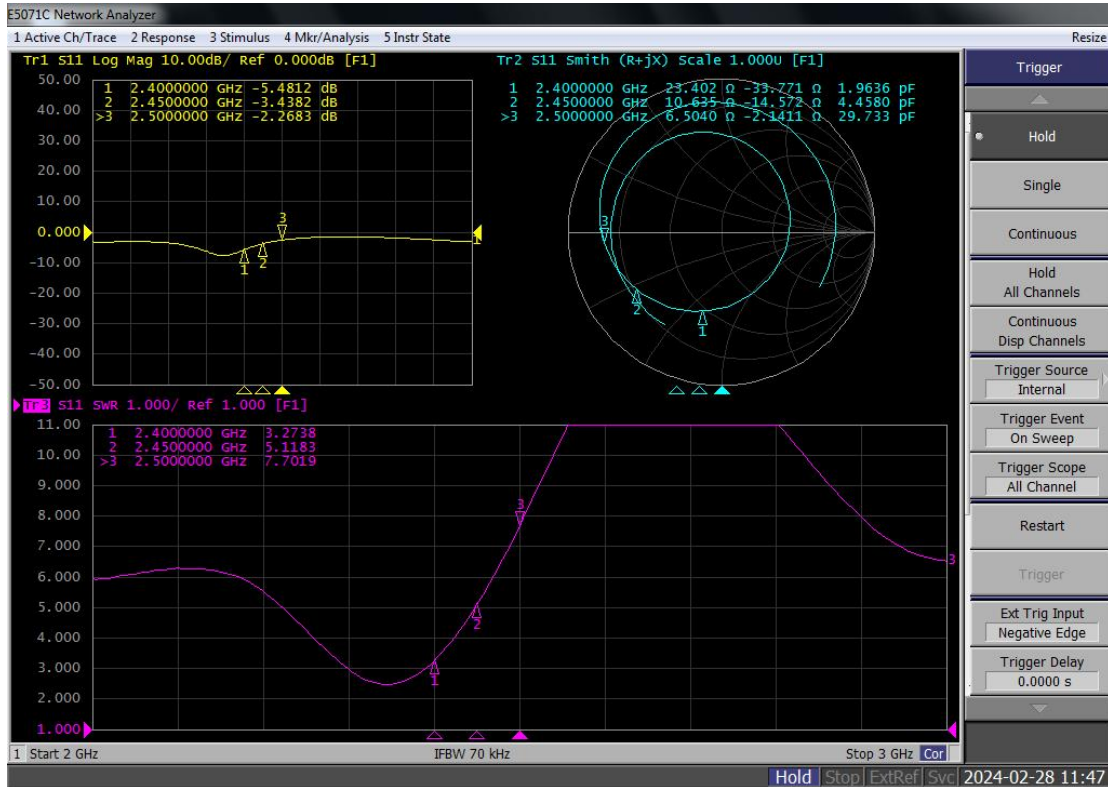 E5071C Network Analyzer
1 Active Ch/Trace 2 Response 3 Stimulus 4 Mkr/Analysis 5 Instr State
Resize
Tr1 S11 Log Mag 10.00dB/ Ref 0.000dB [F1]
50.00
40.00
30.00
20.00
10.00
0.000
-10.00
-20.00
-30.00
-40.00
-50.00
1 2.4000000 GHz -5.4812 dB
2 2.4500000 GHz -3.4382 dB
>3 2.5000000 GHz -2.2683 dB
3
1
2
1
Tr2 S11 Smith (R+jX) Scale 1.000U [F1]
1 2.4000000 GHz 23.402 Ω -33.771 Ω 1.9636 pF
2 2.4500000 GHz 10.635 Ω -14.572 Ω 4.4580 pF
>3 2.5000000 GHz 6.5040 Ω -2.1411 Ω 29.733 pF
3
2
1
Tr3 S11 SWR 1.000/ Ref 1.000 [F1]
11.00
10.00
9.000
8.000
7.000
6.000
5.000
4.000
3.000
2.000
1.000
1 2.4000000 GHz 3.2738
2 2.4500000 GHz 5.1183
>3 2.5000000 GHz 7.7019
3
2
1
3
1 Start 2 GHz
IFBW 70 kHz
Stop 3 GHz Cor
Trigger
Hold
Single
Continuous
Hold
All Channels
Continuous
Disp Channels
Trigger Source
Internal
Trigger Event
On Sweep
Trigger Scope
All Channel
Restart
Trigger
Ext Trig Input
Negative Edge
Trigger Delay
0.0000 s
Hold Stop ExtRef Svc 2024-02-28 11:47